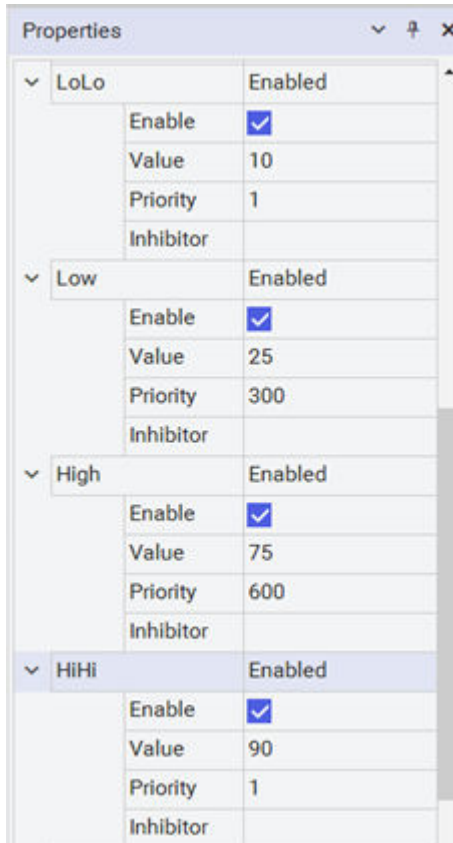 Properties
LoLo Enabled
Enable
Value 10
Priority 1
Inhibitor
Low Enabled
Enable
Value 25
Priority 300
Inhibitor
High Enabled
Enable
Value 75
Priority 600
Inhibitor
HiHi Enabled
Enable
Value 90
Priority 1
Inhibitor